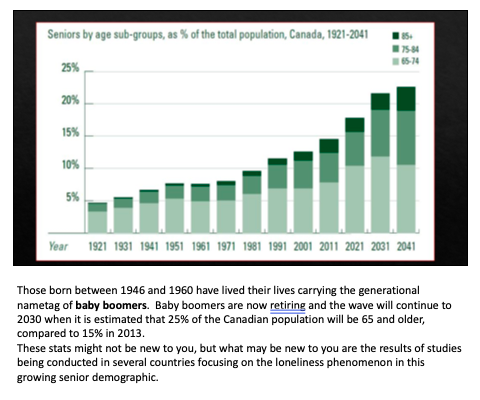 Seniors by age sub-groups, as % of the total population, Canada, 1921-2041
85+
75-84
65-74
25%
20%
15%
10%
5%
Year 1921 1931 1941 1951 1961 1971 1981 1991 2001 2011 2021 2031 2041
Those born between 1946 and 1960 have lived their lives carrying the generational
nametag of baby boomers. Baby boomers are now retiring and the wave will continue to
2030 when it is estimated that 25% of the Canadian population will be 65 and older,
compared to 15% in 2013.
These stats might not be new to you, but what may be new to you are the results of studies
being conducted in several countries focusing on the loneliness phenomenon in this
growing senior demographic.